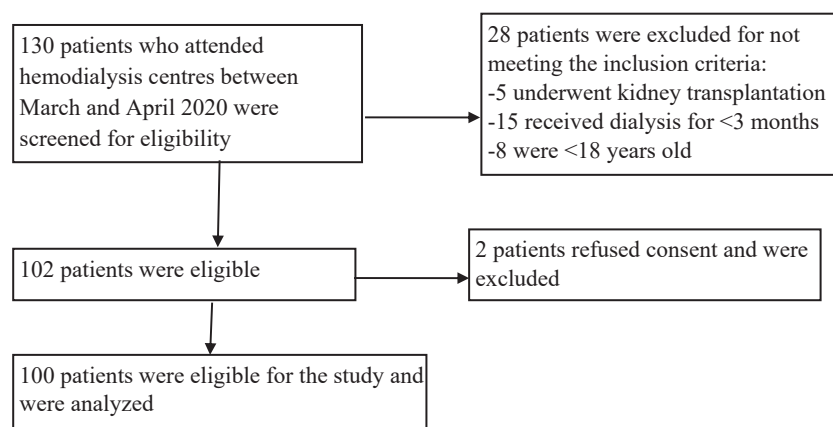 130 patients who attended
hemodialysis centres between
March and April 2020 were
screened for eligibility
28 patients were excluded for not
meeting the inclusion criteria:
-5 underwent kidney transplantation
-15 received dialysis for <3 months
-8 were <18 years old
102 patients were eligible
2 patients refused consent and were
excluded
100 patients were eligible for the study and
were analyzed